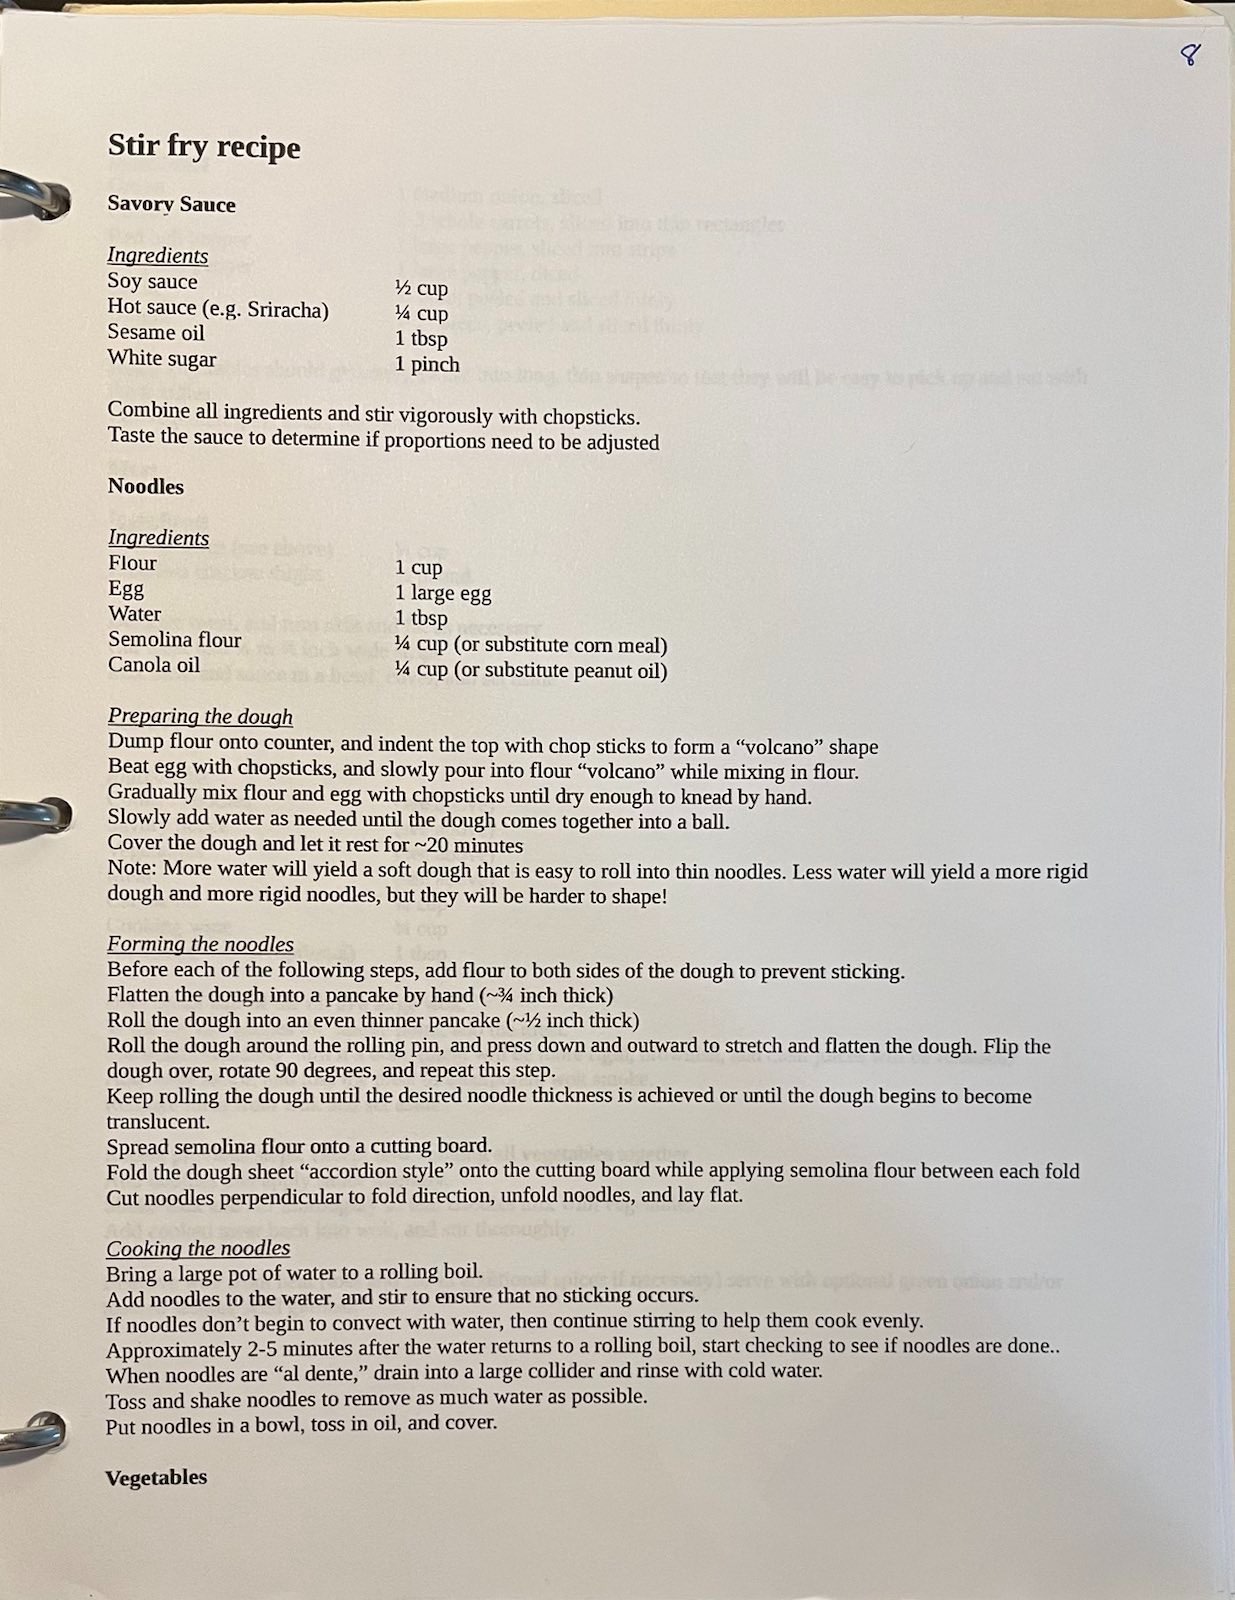 8
Stir fry recipe
Savory Sauce
Ingredients
Soy sauce ½ cup
Hot sauce (e.g. Sriracha) ¼ cup
Sesame oil 1 tbsp
White sugar 1 pinch
Combine all ingredients and stir vigorously with chopsticks.
Taste the sauce to determine if proportions need to be adjusted
Noodles
Ingredients
Flour 1 cup
Egg 1 large egg
Water 1 tbsp
Semolina flour ¼ cup (or substitute corn meal)
Canola oil ¼ cup (or substitute peanut oil)
Preparing the dough
Dump flour onto counter, and indent the top with chop sticks to form a “volcano” shape
Beat egg with chopsticks, and slowly pour into flour “volcano” while mixing in flour.
Gradually mix flour and egg with chopsticks until dry enough to knead by hand.
Slowly add water as needed until the dough comes together into a ball.
Cover the dough and let it rest for ~20 minutes
Note: More water will yield a soft dough that is easy to roll into thin noodles. Less water will yield a more rigid
dough and more rigid noodles, but they will be harder to shape!
Forming the noodles
Before each of the following steps, add flour to both sides of the dough to prevent sticking.
Flatten the dough into a pancake by hand (~¾ inch thick)
Roll the dough into an even thinner pancake (~½ inch thick)
Roll the dough around the rolling pin, and press down and outward to stretch and flatten the dough. Flip the
dough over, rotate 90 degrees, and repeat this step.
Keep rolling the dough until the desired noodle thickness is achieved or until the dough begins to become
translucent.
Spread semolina flour onto a cutting board.
Fold the dough sheet “accordion style” onto the cutting board while applying semolina flour between each fold
Cut noodles perpendicular to fold direction, unfold noodles, and lay flat.
Cooking the noodles
Bring a large pot of water to a rolling boil.
Add noodles to the water, and stir to ensure that no sticking occurs.
If noodles don’t begin to convect with water, then continue stirring to help them cook evenly.
Approximately 2-5 minutes after the water returns to a rolling boil, start checking to see if noodles are done..
When noodles are “al dente,” drain into a large collider and rinse with cold water.
Toss and shake noodles to remove as much water as possible.
Put noodles in a bowl, toss in oil, and cover.
Vegetables